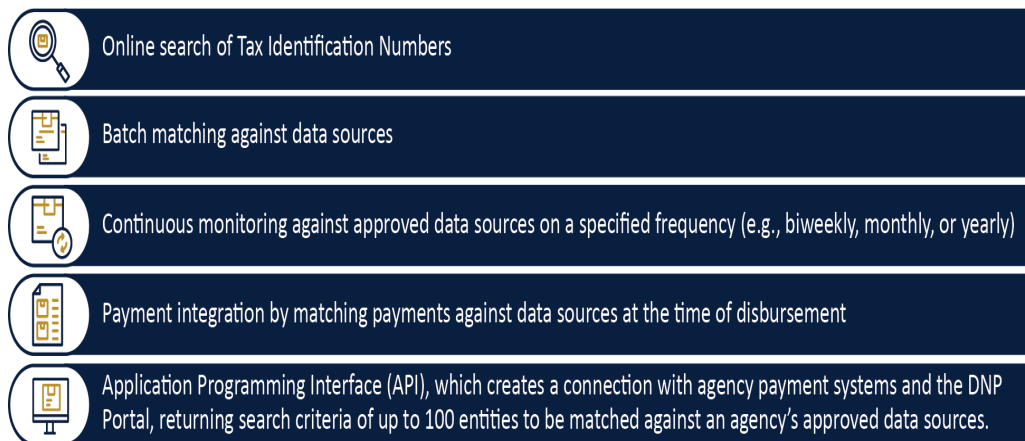 Online search of Tax Identification Numbers
Batch matching against data sources
Continuous monitoring against approved data sources on a specified frequency (e.g., biweekly, monthly, or yearly)
Payment integration by matching payments against data sources at the time of disbursement
Application Programming Interface (API), which creates a connection with agency payment systems and the DNP
Portal, returning search criteria of up to 100 entities to be matched against an agency’s approved data sources.